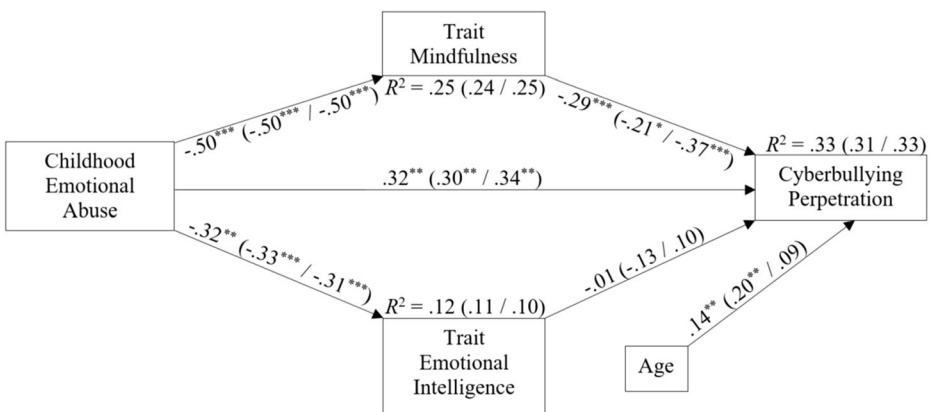 Trait
Mindfulness
R² = .25 (.24 / .25)
-.50*** (-.50*** / -.50***)
-.29*** (-.21* / -.37***)
R² = .33 (.31 / .33)
Childhood
Emotional
Abuse
.32** (.30** / .34**)
Cyberbullying
Perpetration
-.32** (-.33*** / -.31***)
-.01 (-.13 / .10)
.14** (.20** / .09)
R² = .12 (.11 / .10)
Trait
Emotional
Intelligence
Age